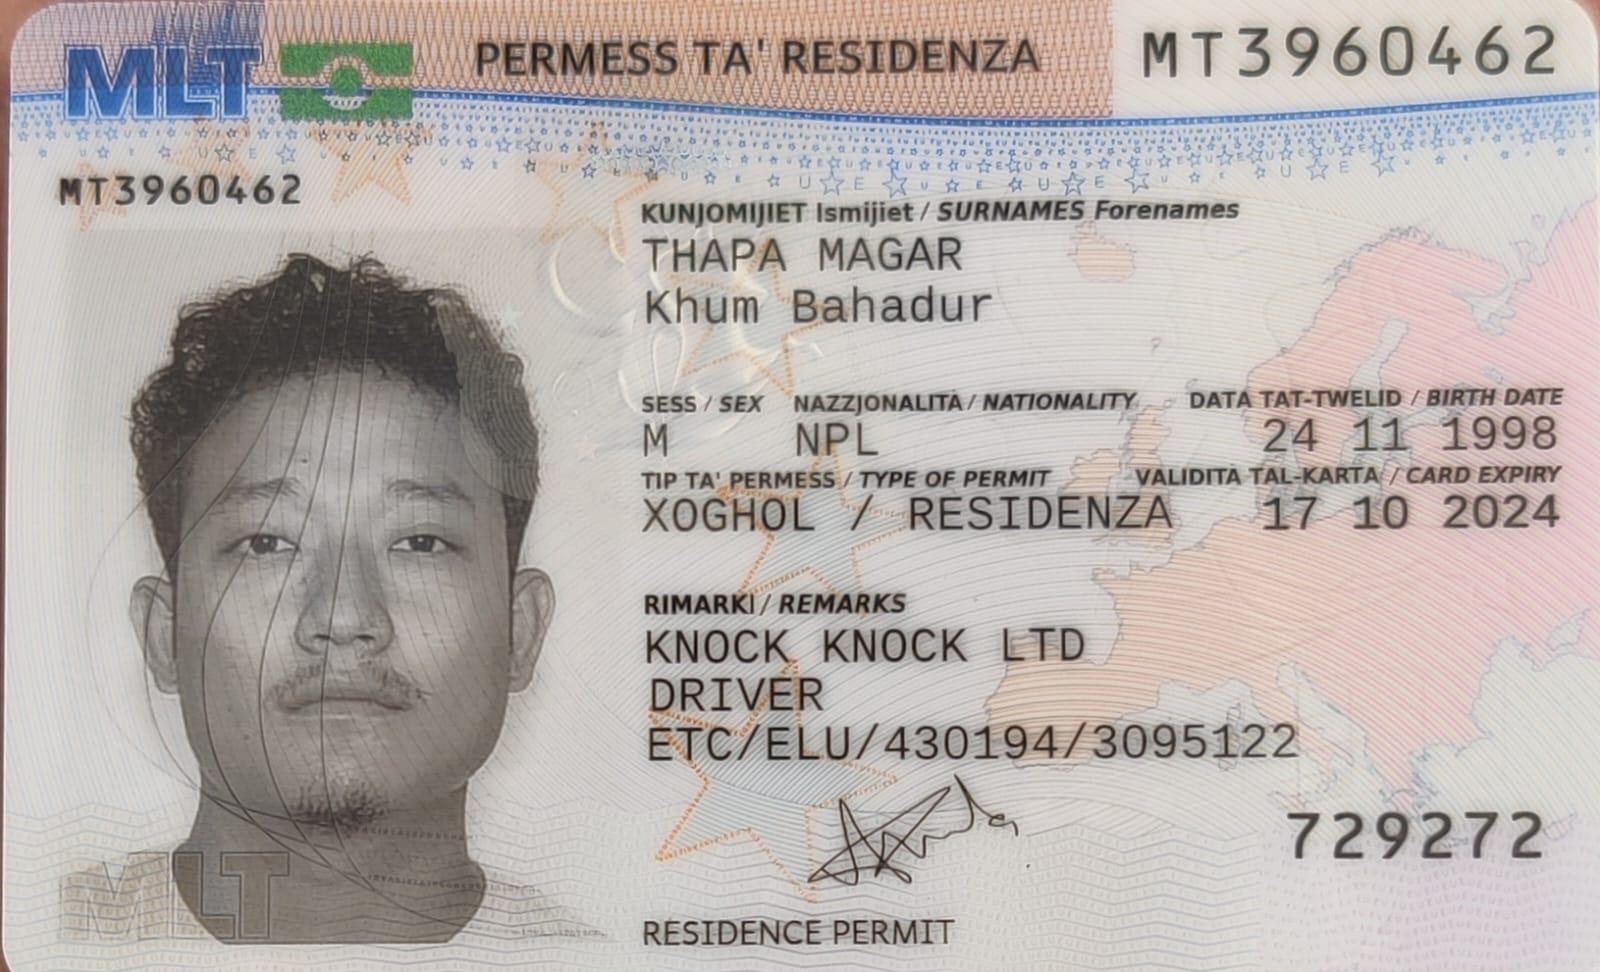 MLT PERMESS TA' RESIDENZA MT3960462
MT3960462
KUNJOMIJIET Ismijiet / SURNAMES Forenames
THAPA MAGAR
Khum Bahadur
SESS / SEX NAZZJONALITA / NATIONALITY DATA TAT-TWELID / BIRTH DATE
M NPL 24 11 1998
TIP TA' PERMESS / TYPE OF PERMIT VALIDITA TAL-KARTA / CARD EXPIRY
XOGHOL / RESIDENZA 17 10 2024
RIMARKI / REMARKS
KNOCK KNOCK LTD
DRIVER
ETC/ELU/430194/3095122
729272
MLT
RESIDENCE PERMIT